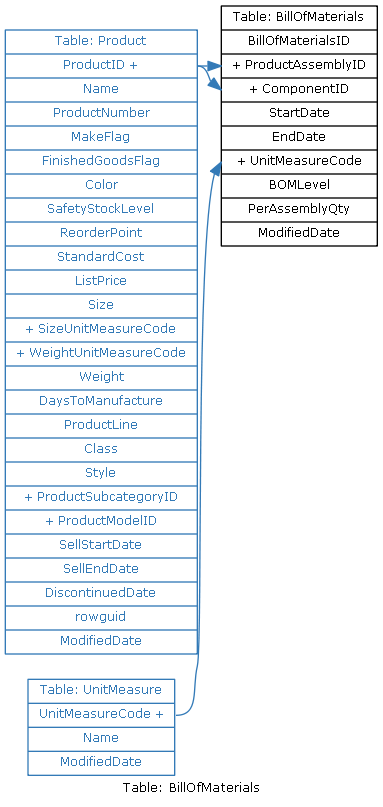 Table: Product
ProductID +
Name
ProductNumber
MakeFlag
FinishedGoodsFlag
Color
SafetyStockLevel
ReorderPoint
StandardCost
ListPrice
Size
+ SizeUnitMeasureCode
+ WeightUnitMeasureCode
Weight
DaysToManufacture
ProductLine
Class
Style
+ ProductSubcategoryID
+ ProductModelID
SellStartDate
SellEndDate
DiscontinuedDate
rowguid
ModifiedDate
Table: BillOfMaterials
BillOfMaterialsID
+ ProductAssemblyID
+ ComponentID
StartDate
EndDate
+ UnitMeasureCode
BOMLevel
PerAssemblyQty
ModifiedDate
Table: UnitMeasure
UnitMeasureCode +
Name
ModifiedDate
Table: BillOfMaterials